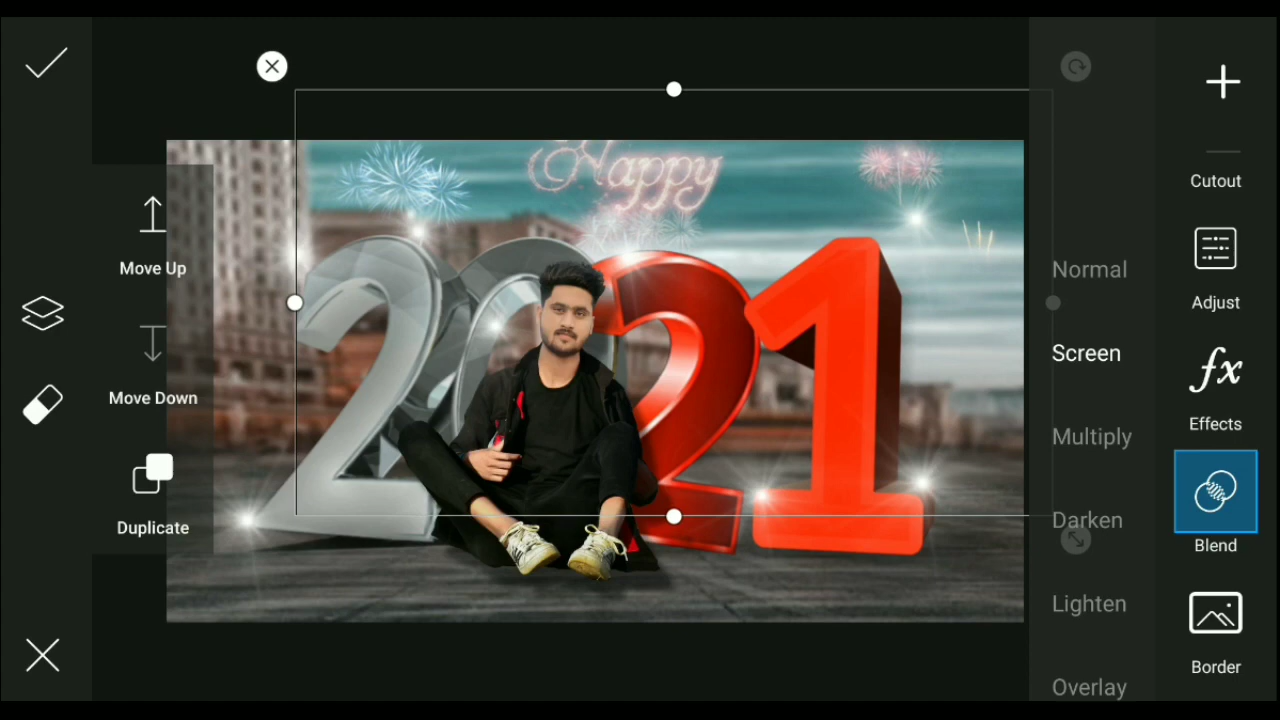 Cutout
Adjust
fx
Effects
Blend
Border
Normal
Screen
Multiply
Darken
Lighten
Overlay
Move Up
Move Down
Duplicate
Happy
2021